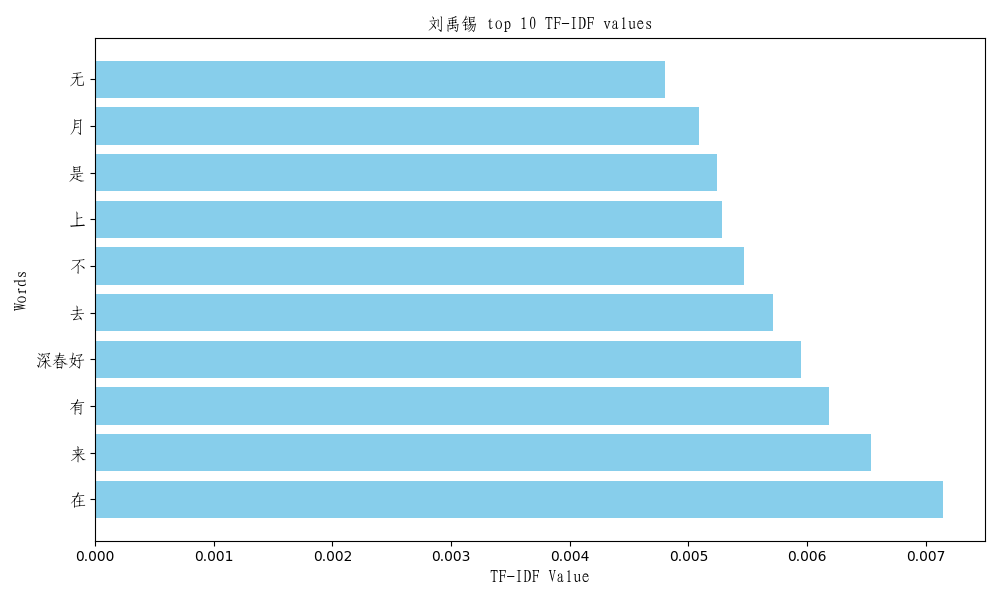 刘禹锡 top 10 TF-IDF values
无
月
是
上
不
去
深春好
有
来
在
Words
0.000 0.001 0.002 0.003 0.004 0.005 0.006 0.007
TF-IDF Value